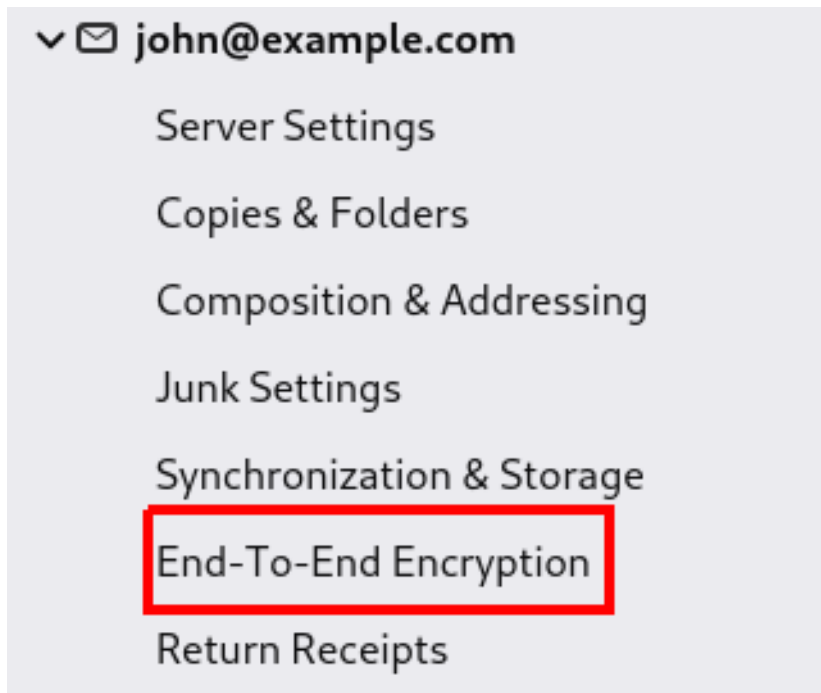 john@example.com
Server Settings
Copies & Folders
Composition & Addressing
Junk Settings
Synchronization & Storage
End-To-End Encryption
Return Receipts